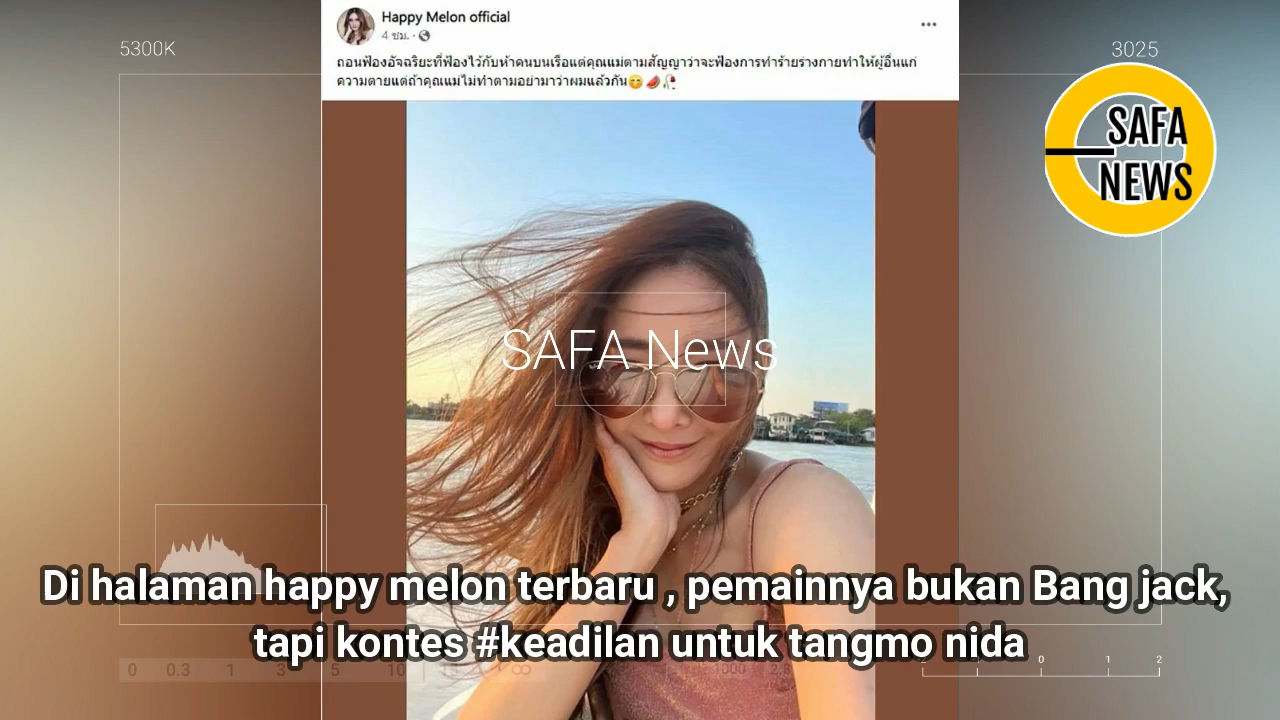 5300K
Happy Melon official
4 ชม.
3025
ถอนฟ้องอัจฉริยะที่ฟ้องไว้กับห้าคนบนเรือแต่คุณแม่ตามสัญญาว่าจะฟ้องการทำร้ายร่างกายทำให้ผู้อื่นแก่
ความตายแต่ถ้าคุณแม่ไม่ทำตามอย่ามาว่าผมแล้วกัน😋🍉🥀
SAFA
NEWS
SAFA News
Di halaman happy melon terbaru , pemainnya bukan Bang jack,
tapi kontes #keadilan untuk tangmo nida
0 0.3 1 3 5 10 ∞ 0 1 2